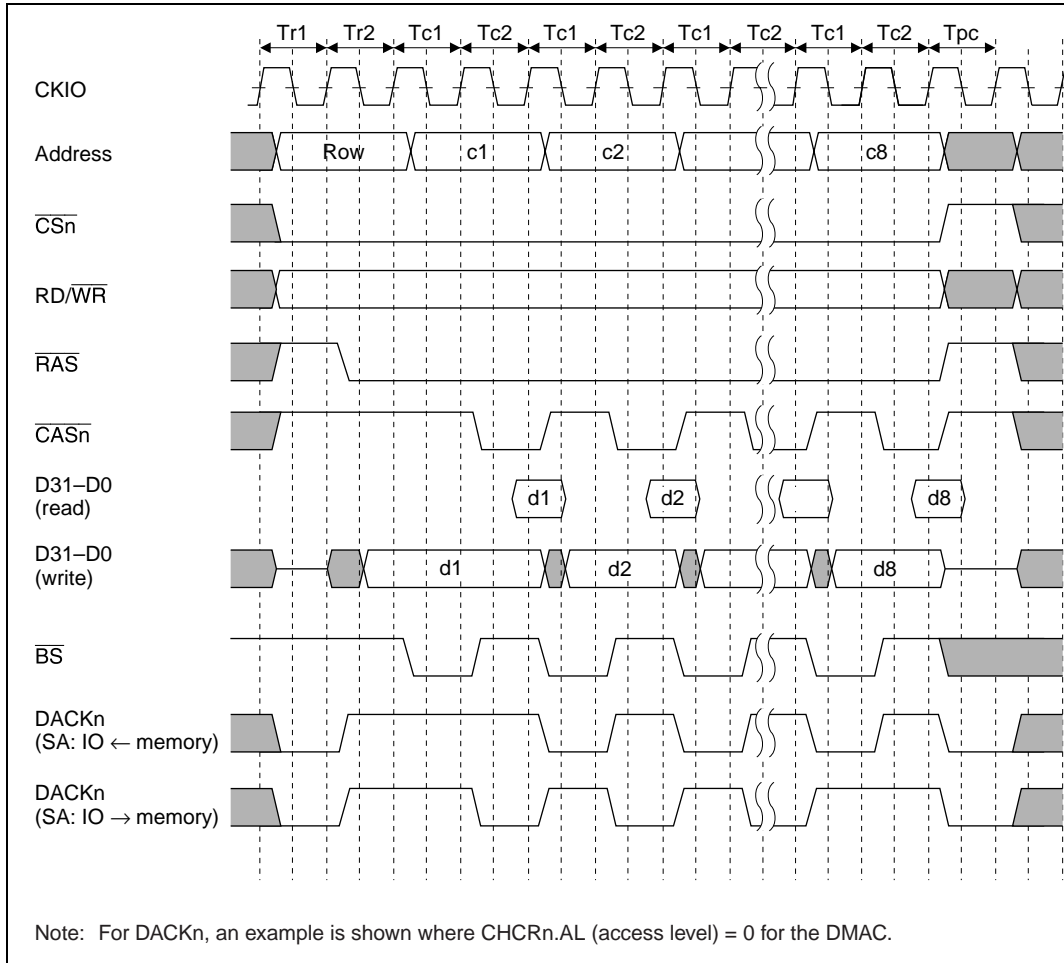 Tr1 Tr2 Tc1 Tc2 Tc1 Tc2 Tc1 Tc2 Tc1 Tc2 Tpc
CKIO
Address Row c1 c2 c8
CSn
RD/WR
RAS
CASn
D31–D0
(read) d1 d2 d8
D31–D0
(write) d1 d2 d8
BS
DACKn
(SA: IO ← memory)
DACKn
(SA: IO → memory)
Note: For DACKn, an example is shown where CHCRn.AL (access level) = 0 for the DMAC.